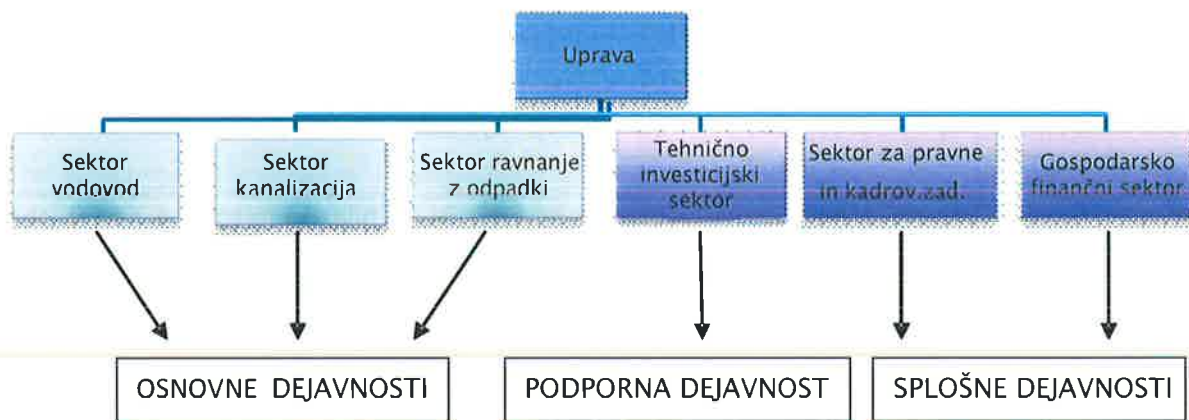 Uprava
Sektor
vodovod
Sektor
kanalizacija
Sektor ravnanje
z odpadki
Tehnično
investicijski
sektor
Sektor za pravne
in kadrov.zad.
Gospodarsko
finančni sektor
OSNOVNE DEJAVNOSTI
PODPORNA DEJAVNOST
SPLOŠNE DEJAVNOSTI